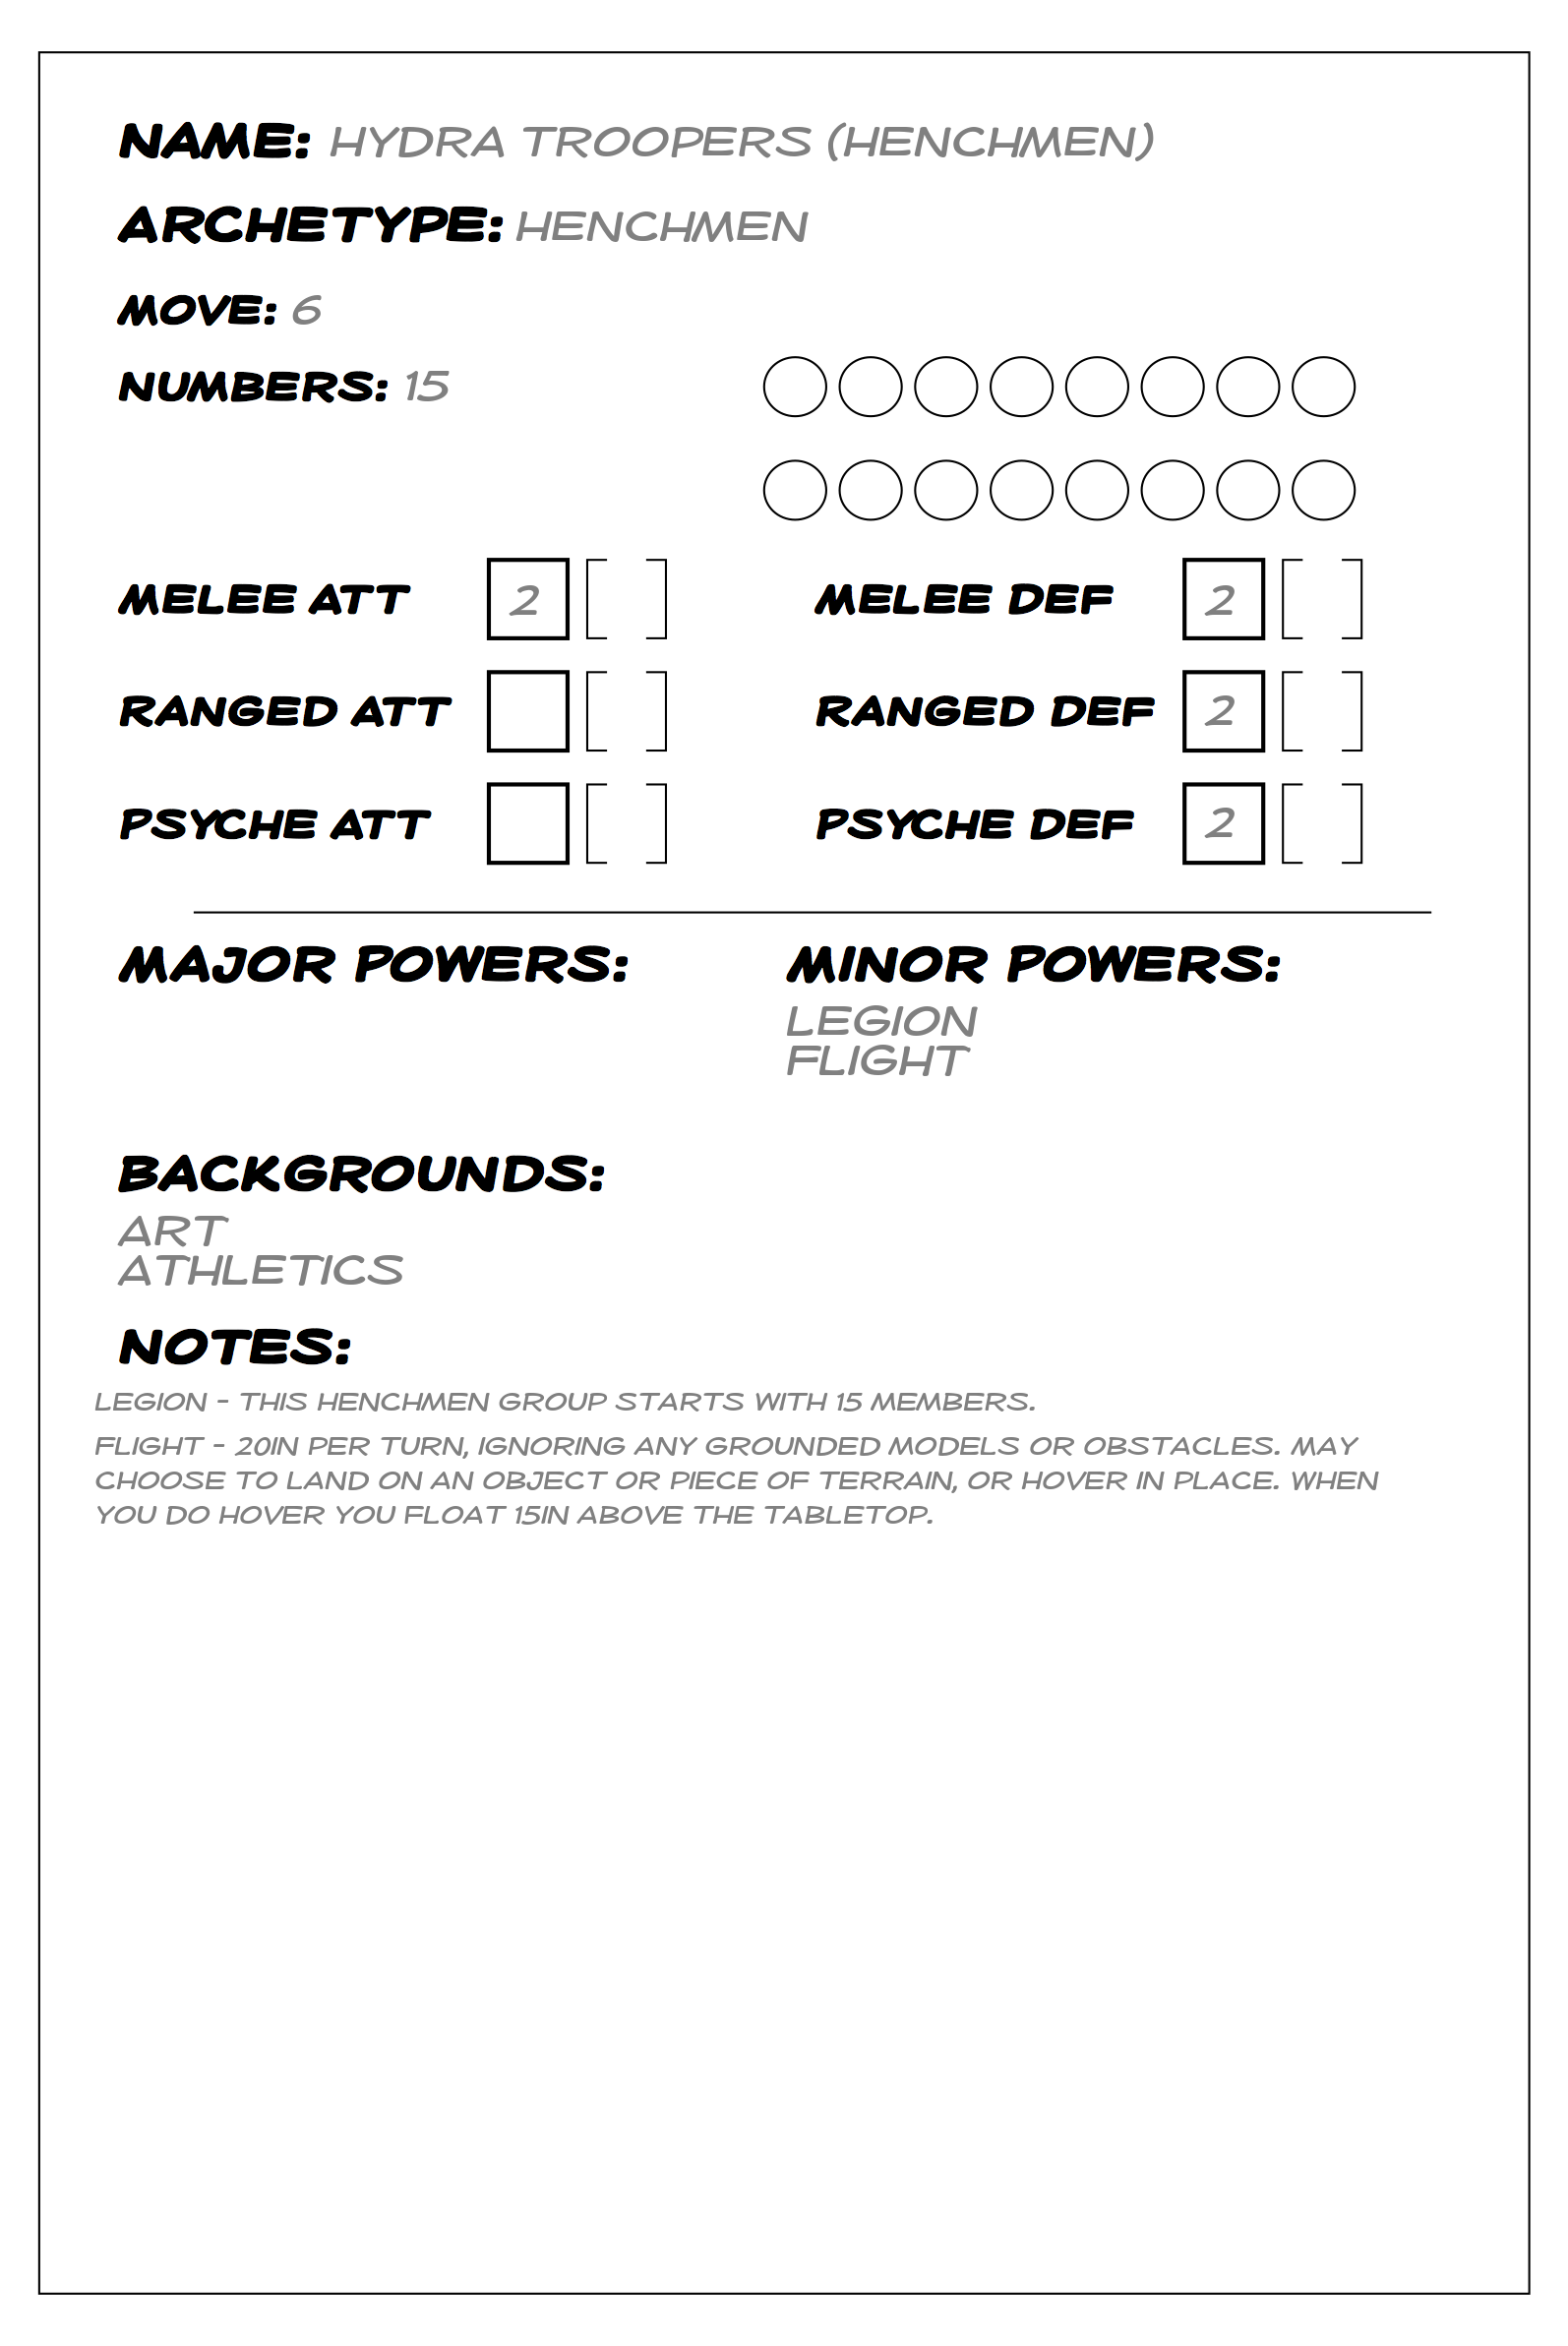 NAME: HYDRA TROOPERS (HENCHMEN)
ARCHETYPE: HENCHMEN
MOVE: 6
NUMBERS: 15
MELEE ATT 2 [ ] MELEE DEF 2 [ ]
RANGED ATT [ ] RANGED DEF 2 [ ]
PSYCHE ATT [ ] PSYCHE DEF 2 [ ]
MAJOR POWERS: MINOR POWERS:
LEGION
FLIGHT
BACKGROUNDS:
ART
ATHLETICS
NOTES:
LEGION - THIS HENCHMEN GROUP STARTS WITH 15 MEMBERS.
FLIGHT - 20IN PER TURN, IGNORING ANY GROUNDED MODELS OR OBSTACLES. MAY
CHOOSE TO LAND ON AN OBJECT OR PIECE OF TERRAIN, OR HOVER IN PLACE. WHEN
YOU DO HOVER YOU FLOAT 15IN ABOVE THE TABLETOP.